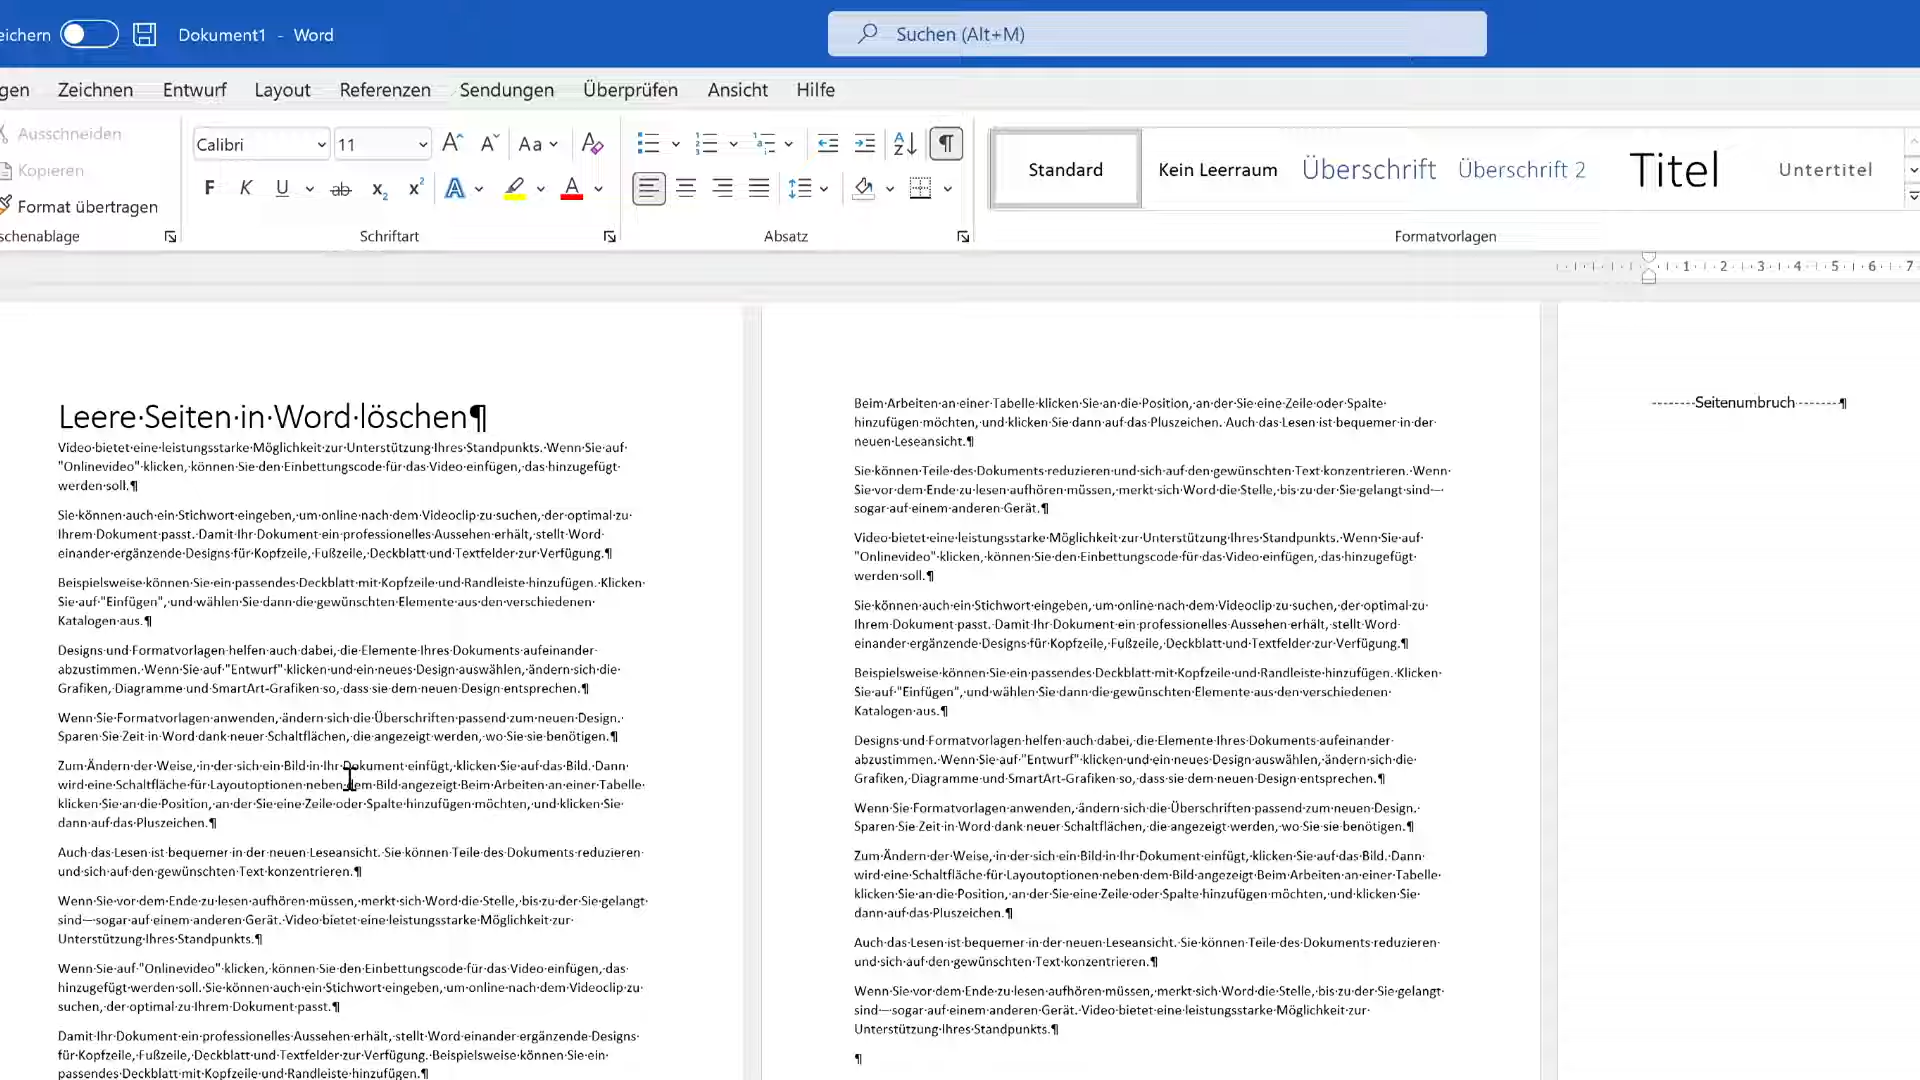 eichern
Dokument1 - Word
Suchen (Alt+M)
gen Zeichnen Entwurf Layout Referenzen Sendungen Überprüfen Ansicht Hilfe
Ausschneiden
Kopieren
Format übertragen
schenablage
Calibri 11
Aa
F K U ab x₂ x² A A
Schriftart
Absatz
Standard Kein Leerraum Überschrift Überschrift 2 Titel Untertitel
Formatvorlagen
1 2 3 4 5 6 7
Leere·Seiten·in·Word·löschen¶
Video·bietet·eine·leistungsstarke·Möglichkeit·zur·Unterstützung·Ihres·Standpunkts.·Wenn·Sie·auf·
"Onlinevideo"·klicken,·können·Sie·den·Einbettungscode·für·das·Video·einfügen,·das·hinzugefügt·
werden·soll.¶
Sie·können·auch·ein·Stichwort·eingeben,·um·online·nach·dem·Videoclip·zu·suchen,·der·optimal·zu·
Ihrem·Dokument·passt.·Damit·Ihr·Dokument·ein·professionelles·Aussehen·erhält,·stellt·Word·
einander·ergänzende·Designs·für·Kopfzeile,·Fußzeile,·Deckblatt·und·Textfelder·zur·Verfügung.¶
Beispielsweise·können·Sie·ein·passendes·Deckblatt·mit·Kopfzeile·und·Randleiste·hinzufügen.·Klicken·
Sie·auf·"Einfügen",·und·wählen·Sie·dann·die·gewünschten·Elemente·aus·den·verschiedenen·
Katalogen·aus.¶
Designs·und·Formatvorlagen·helfen·auch·dabei,·die·Elemente·Ihres·Dokuments·aufeinander·
abzustimmen.·Wenn·Sie·auf·"Entwurf"·klicken·und·ein·neues·Design·auswählen,·ändern·sich·die·
Grafiken,·Diagramme·und·SmartArt-Grafiken·so,·dass·sie·dem·neuen·Design·entsprechen.¶
Wenn·Sie·Formatvorlagen·anwenden,·ändern·sich·die·Überschriften·passend·zum·neuen·Design.·
Sparen·Sie·Zeit·in·Word·dank·neuer·Schaltflächen,·die·angezeigt·werden,·wo·Sie·sie·benötigen.¶
Zum·Ändern·der·Weise,·in·der·sich·ein·Bild·in·Ihr·Dokument·einfügt,·klicken·Sie·auf·das·Bild.·Dann·
wird·eine·Schaltfläche·für·Layoutoptionen·neben·dem·Bild·angezeigt·Beim·Arbeiten·an·einer·Tabelle·
klicken·Sie·an·die·Position,·an·der·Sie·eine·Zeile·oder·Spalte·hinzufügen·möchten,·und·klicken·Sie·
dann·auf·das·Pluszeichen.¶
Auch·das·Lesen·ist·bequemer·in·der·neuen·Leseansicht.·Sie·können·Teile·des·Dokuments·reduzieren·
und·sich·auf·den·gewünschten·Text·konzentrieren.¶
Wenn·Sie·vor·dem·Ende·zu·lesen·aufhören·müssen,·merkt·sich·Word·die·Stelle,·bis·zu·der·Sie·gelangt·
sind·–·sogar·auf·einem·anderen·Gerät.·Video·bietet·eine·leistungsstarke·Möglichkeit·zur·
Unterstützung·Ihres·Standpunkts.¶
Wenn·Sie·auf·"Onlinevideo"·klicken,·können·Sie·den·Einbettungscode·für·das·Video·einfügen,·das·
hinzugefügt·werden·soll.·Sie·können·auch·ein·Stichwort·eingeben,·um·online·nach·dem·Videoclip·zu·
suchen,·der·optimal·zu·Ihrem·Dokument·passt.¶
Damit·Ihr·Dokument·ein·professionelles·Aussehen·erhält,·stellt·Word·einander·ergänzende·Designs·
für·Kopfzeile,·Fußzeile,·Deckblatt·und·Textfelder·zur·Verfügung.·Beispielsweise·können·Sie·ein·
passendes·Deckblatt·mit·Kopfzeile·und·Randleiste·hinzufügen.¶
Beim·Arbeiten·an·einer·Tabelle·klicken·Sie·an·die·Position,·an·der·Sie·eine·Zeile·oder·Spalte·
hinzufügen·möchten,·und·klicken·Sie·dann·auf·das·Pluszeichen.·Auch·das·Lesen·ist·bequemer·in·der·
neuen·Leseansicht.¶
Sie·können·Teile·des·Dokuments·reduzieren·und·sich·auf·den·gewünschten·Text·konzentrieren.·Wenn·
Sie·vor·dem·Ende·zu·lesen·aufhören·müssen,·merkt·sich·Word·die·Stelle,·bis·zu·der·Sie·gelangt·sind·–·
sogar·auf·einem·anderen·Gerät.¶
Video·bietet·eine·leistungsstarke·Möglichkeit·zur·Unterstützung·Ihres·Standpunkts.·Wenn·Sie·auf·
"Onlinevideo"·klicken,·können·Sie·den·Einbettungscode·für·das·Video·einfügen,·das·hinzugefügt·
werden·soll.¶
Sie·können·auch·ein·Stichwort·eingeben,·um·online·nach·dem·Videoclip·zu·suchen,·der·optimal·zu·
Ihrem·Dokument·passt.·Damit·Ihr·Dokument·ein·professionelles·Aussehen·erhält,·stellt·Word·
einander·ergänzende·Designs·für·Kopfzeile,·Fußzeile,·Deckblatt·und·Textfelder·zur·Verfügung.¶
Beispielsweise·können·Sie·ein·passendes·Deckblatt·mit·Kopfzeile·und·Randleiste·hinzufügen.·Klicken·
Sie·auf·"Einfügen",·und·wählen·Sie·dann·die·gewünschten·Elemente·aus·den·verschiedenen·
Katalogen·aus.¶
Designs·und·Formatvorlagen·helfen·auch·dabei,·die·Elemente·Ihres·Dokuments·aufeinander·
abzustimmen.·Wenn·Sie·auf·"Entwurf"·klicken·und·ein·neues·Design·auswählen,·ändern·sich·die·
Grafiken,·Diagramme·und·SmartArt-Grafiken·so,·dass·sie·dem·neuen·Design·entsprechen.¶
Wenn·Sie·Formatvorlagen·anwenden,·ändern·sich·die·Überschriften·passend·zum·neuen·Design.·
Sparen·Sie·Zeit·in·Word·dank·neuer·Schaltflächen,·die·angezeigt·werden,·wo·Sie·sie·benötigen.¶
Zum·Ändern·der·Weise,·in·der·sich·ein·Bild·in·Ihr·Dokument·einfügt,·klicken·Sie·auf·das·Bild.·Dann·
wird·eine·Schaltfläche·für·Layoutoptionen·neben·dem·Bild·angezeigt·Beim·Arbeiten·an·einer·Tabelle·
klicken·Sie·an·die·Position,·an·der·Sie·eine·Zeile·oder·Spalte·hinzufügen·möchten,·und·klicken·Sie·
dann·auf·das·Pluszeichen.¶
Auch·das·Lesen·ist·bequemer·in·der·neuen·Leseansicht.·Sie·können·Teile·des·Dokuments·reduzieren·
und·sich·auf·den·gewünschten·Text·konzentrieren.¶
Wenn·Sie·vor·dem·Ende·zu·lesen·aufhören·müssen,·merkt·sich·Word·die·Stelle,·bis·zu·der·Sie·gelangt·
sind·–·sogar·auf·einem·anderen·Gerät.·Video·bietet·eine·leistungsstarke·Möglichkeit·zur·
Unterstützung·Ihres·Standpunkts.¶
¶
Seitenumbruch¶